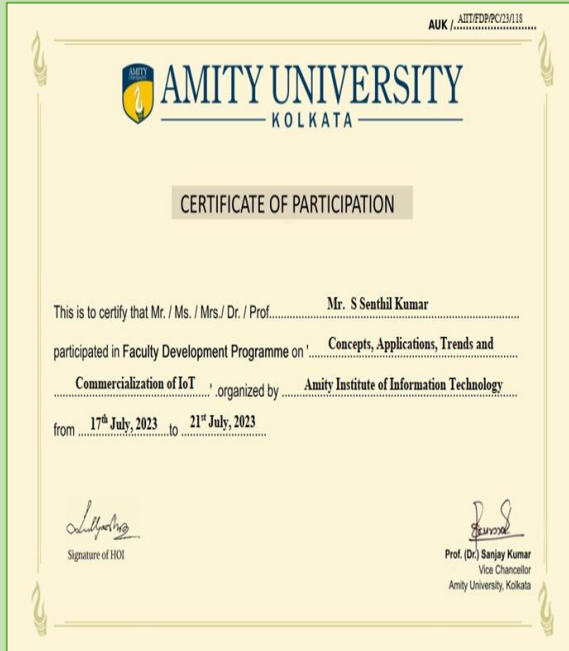 AUK / AIIT/FDP/PC/23/118
AMITY UNIVERSITY
AMITY UNIVERSITY
KOLKATA
CERTIFICATE OF PARTICIPATION
This is to certify that Mr. / Ms. / Mrs./ Dr. / Prof. Mr. S Senthil Kumar
participated in Faculty Development Programme on ' Concepts, Applications, Trends and
Commercialization of IoT ' .organized by Amity Institute of Information Technology
from 17th July, 2023 to 21st July, 2023
Signature of HOI
Prof. (Dr.) Sanjay Kumar
Vice Chancellor
Amity University, Kolkata